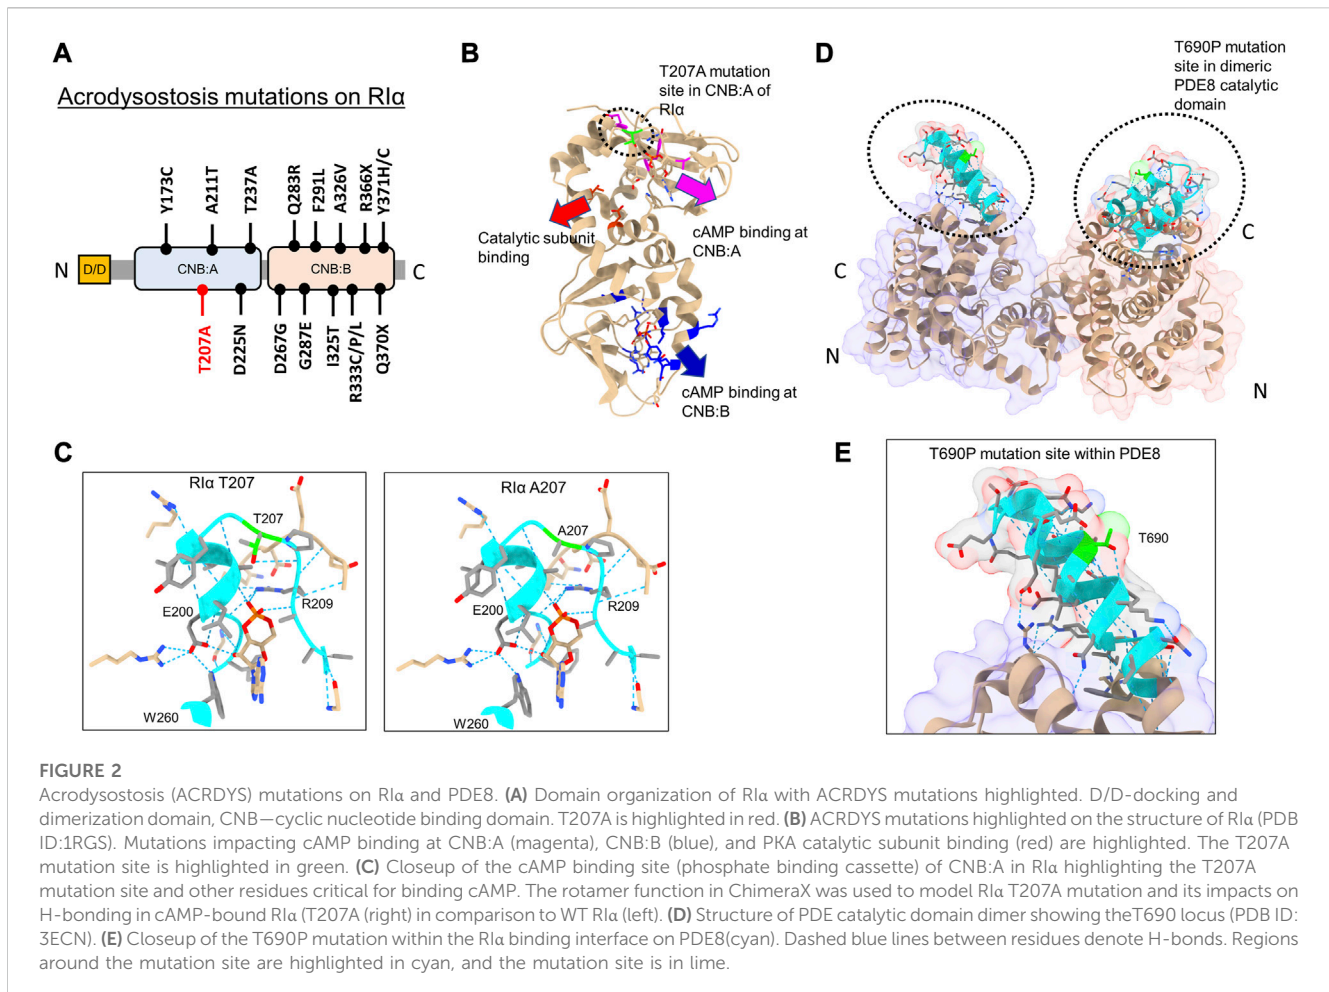 A
Acrodysostosis mutations on RIα
Y173C
A211T
T237A
Q283R
F291L
A326V
R366X
Y371H/C
N
D/D
CNB:A
CNB:B
C
T207A
D225N
D267G
G287E
I325T
R333C/P/L
Q370X
B
T207A mutation
site in CNB:A of
RIα
Catalytic subunit
binding
cAMP binding at
CNB:A
cAMP binding at
CNB:B
D
T690P mutation
site in dimeric
PDE8 catalytic
domain
C
C
N
N
C
RIα T207
T207
E200
R209
W260
RIα A207
A207
E200
R209
W260
E
T690P mutation site within PDE8
T690
FIGURE 2
Acrodysostosis (ACRDYS) mutations on RIα and PDE8. (A) Domain organization of RIα with ACRDYS mutations highlighted. D/D-docking and
dimerization domain, CNB—cyclic nucleotide binding domain. T207A is highlighted in red. (B) ACRDYS mutations highlighted on the structure of RIα (PDB
ID:1RGS). Mutations impacting cAMP binding at CNB:A (magenta), CNB:B (blue), and PKA catalytic subunit binding (red) are highlighted. The T207A
mutation site is highlighted in green. (C) Closeup of the cAMP binding site (phosphate binding cassette) of CNB:A in RIα highlighting the T207A
mutation site and other residues critical for binding cAMP. The rotamer function in ChimeraX was used to model RIα T207A mutation and its impacts on
H-bonding in cAMP-bound RIα (T207A (right) in comparison to WT RIα (left). (D) Structure of PDE catalytic domain dimer showing theT690 locus (PDB ID:
3ECN). (E) Closeup of the T690P mutation within the RIα binding interface on PDE8(cyan). Dashed blue lines between residues denote H-bonds. Regions
around the mutation site are highlighted in cyan, and the mutation site is in lime.